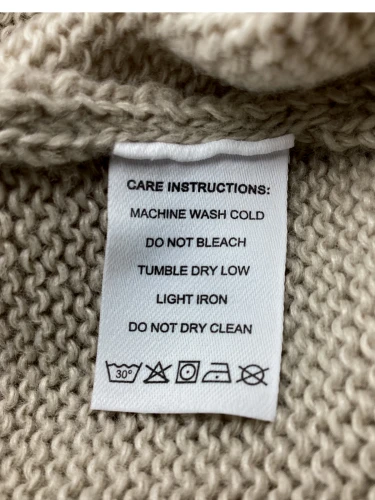 CARE INSTRUCTIONS:
MACHINE WASH COLD
DO NOT BLEACH
TUMBLE DRY LOW
LIGHT IRON
DO NOT DRY CLEAN
30°